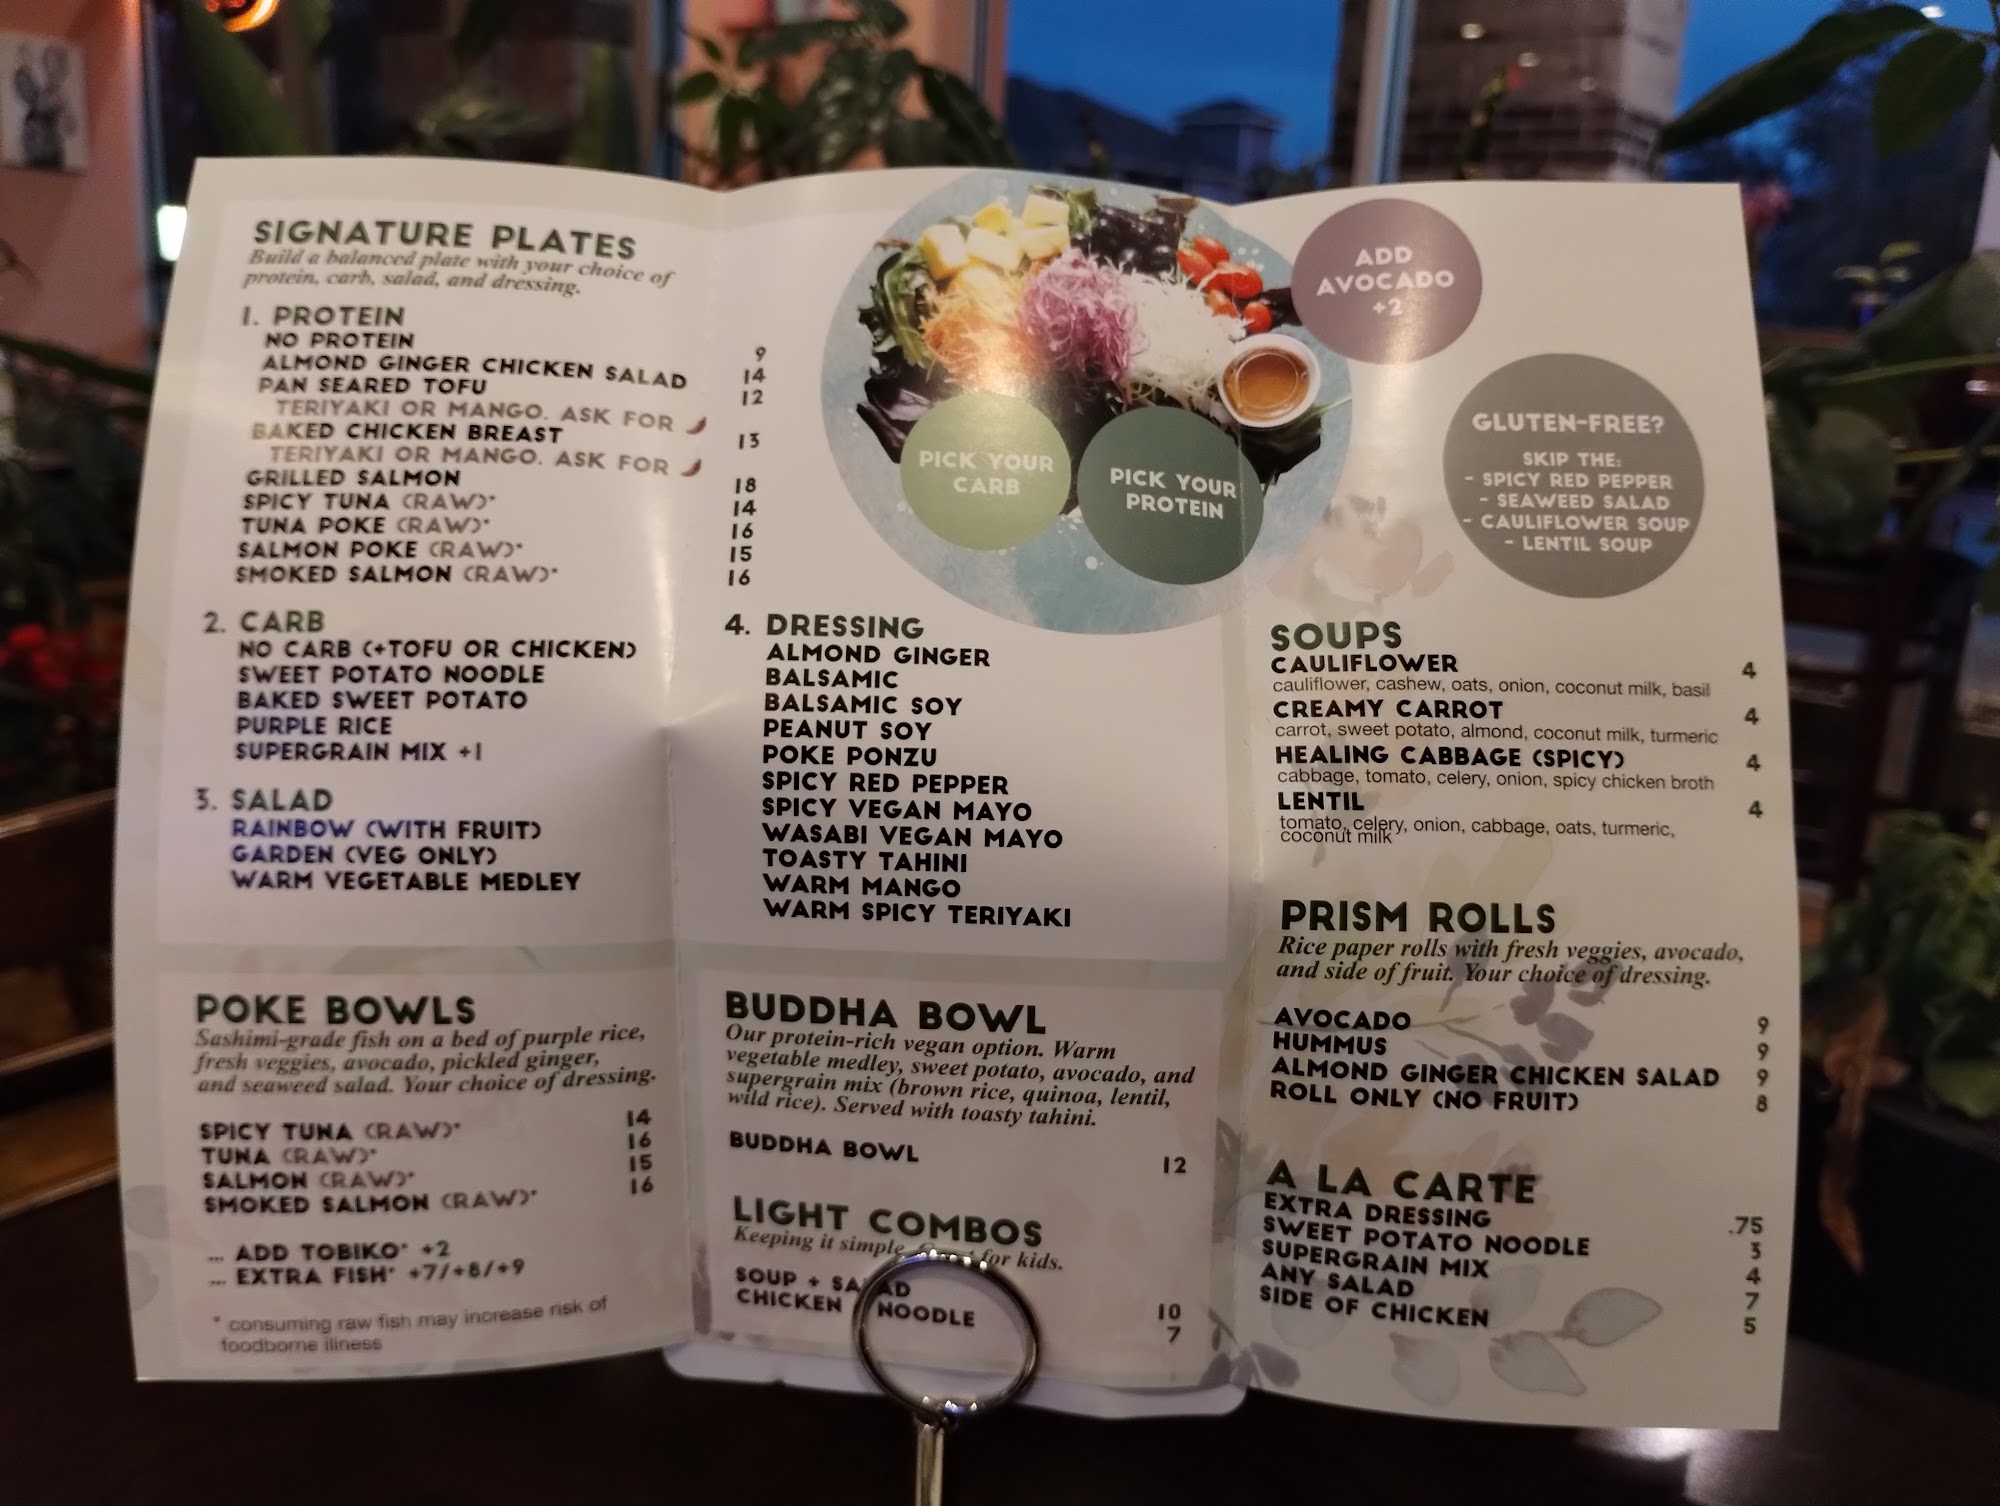 SIGNATURE PLATES
Build a balanced plate with your choice of
protein, carb, salad, and dressing.
1. PROTEIN
NO PROTEIN 9
ALMOND GINGER CHICKEN SALAD 14
PAN SEARED TOFU 12
TERIYAKI OR MANGO. ASK FOR
BAKED CHICKEN BREAST 13
TERIYAKI OR MANGO. ASK FOR
GRILLED SALMON 18
SPICY TUNA (RAW)* 14
TUNA POKE (RAW)* 16
SALMON POKE (RAW)* 15
SMOKED SALMON (RAW)* 16
2. CARB
NO CARB (+TOFU OR CHICKEN)
SWEET POTATO NOODLE
BAKED SWEET POTATO
PURPLE RICE
SUPERGRAIN MIX +1
3. SALAD
RAINBOW (WITH FRUIT)
GARDEN (VEG ONLY)
WARM VEGETABLE MEDLEY
PICK YOUR
CARB
PICK YOUR
PROTEIN
4. DRESSING
ALMOND GINGER
BALSAMIC
BALSAMIC SOY
PEANUT SOY
POKE PONZU
SPICY RED PEPPER
SPICY VEGAN MAYO
WASABI VEGAN MAYO
TOASTY TAHINI
WARM MANGO
WARM SPICY TERIYAKI
ADD
AVOCADO
+2
GLUTEN-FREE?
SKIP THE:
- SPICY RED PEPPER
- SEAWEED SALAD
- CAULIFLOWER SOUP
- LENTIL SOUP
SOUPS
CAULIFLOWER 4
cauliflower, cashew, oats, onion, coconut milk, basil
CREAMY CARROT 4
carrot, sweet potato, almond, coconut milk, turmeric
HEALING CABBAGE (SPICY) 4
cabbage, tomato, celery, onion, spicy chicken broth
LENTIL 4
tomato, celery, onion, cabbage, oats, turmeric,
coconut milk
POKE BOWLS
Sashimi-grade fish on a bed of purple rice,
fresh veggies, avocado, pickled ginger,
and seaweed salad. Your choice of dressing.
SPICY TUNA (RAW)* 14
TUNA (RAW)* 16
SALMON (RAW)* 15
SMOKED SALMON (RAW)* 16
... ADD TOBIKO* +2
... EXTRA FISH* +7/+8/+9
* consuming raw fish may increase risk of
foodborne illness
BUDDHA BOWL
Our protein-rich vegan option. Warm
vegetable medley, sweet potato, avocado, and
supergrain mix (brown rice, quinoa, lentil,
wild rice). Served with toasty tahini.
BUDDHA BOWL 12
LIGHT COMBOS
Keeping it simple. for kids.
SOUP + SALAD 10
CHICKEN NOODLE 7
PRISM ROLLS
Rice paper rolls with fresh veggies, avocado,
and side of fruit. Your choice of dressing.
AVOCADO 9
HUMMUS 9
ALMOND GINGER CHICKEN SALAD 9
ROLL ONLY (NO FRUIT) 8
A LA CARTE
EXTRA DRESSING .75
SWEET POTATO NOODLE 3
SUPERGRAIN MIX 4
ANY SALAD 7
SIDE OF CHICKEN 5